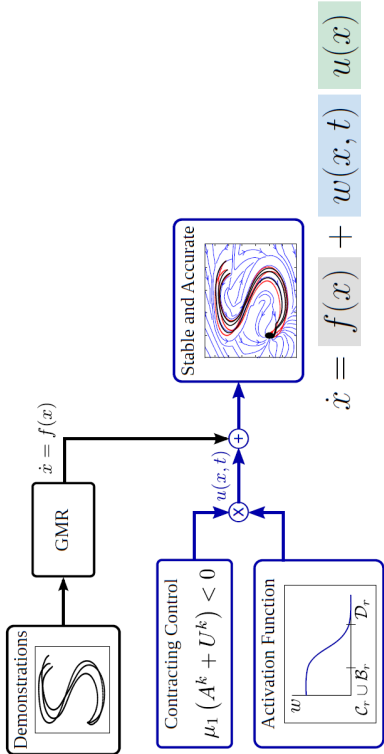 Demonstrations
GMR
ẋ = f(x)
Contracting Control
μ₁ (Aᵏ + Uᵏ) < 0
×
u(x, t)
+
Stable and Accurate
Activation Function
w
𝒞ᵣ ∪ ℬᵣ
𝒟ᵣ
ẋ = f(x) + w(x, t) u(x)